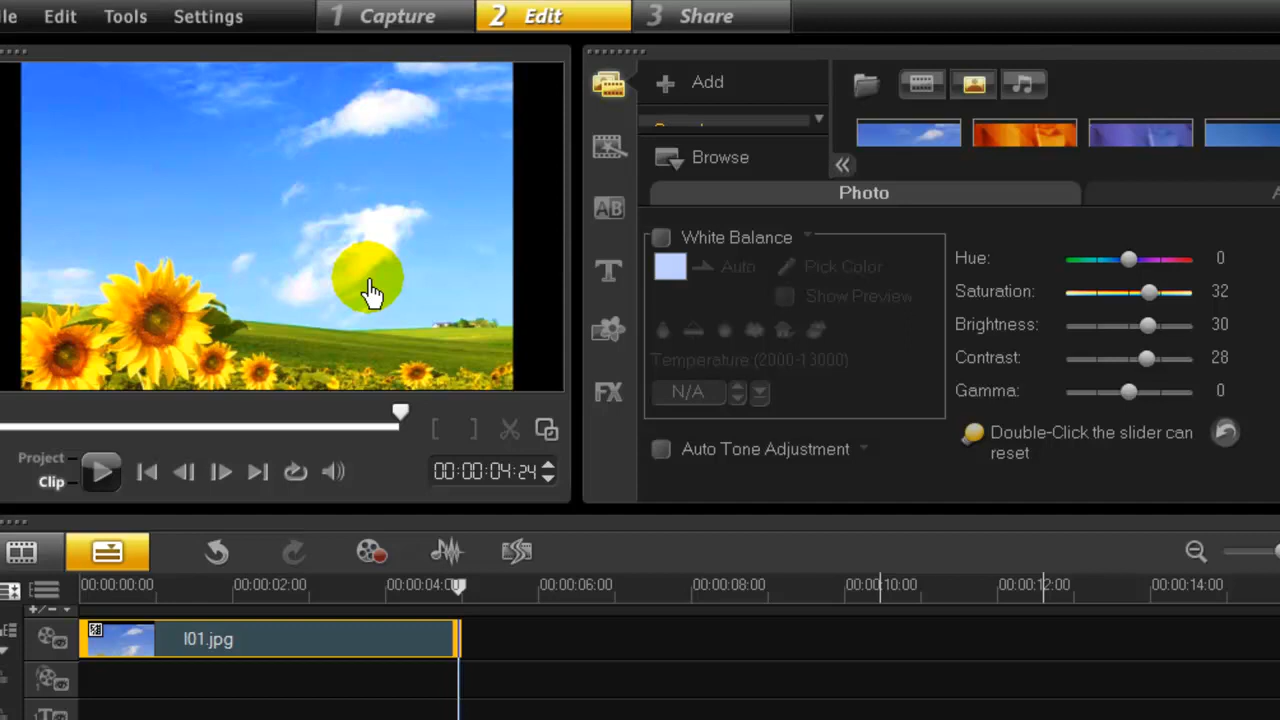 le Edit Tools Settings 1 Capture 2 Edit 3 Share
Add
Browse
Photo
White Balance
Auto Pick Color
Show Preview
Temperature (2000-13000)
N/A
Auto Tone Adjustment
Hue: 0
Saturation: 32
Brightness: 30
Contrast: 28
Gamma: 0
Double-Click the slider can
reset
AB
T
FX
Project
Clip
[ ] 00:00:04:24
00:00:00:00 00:00:02:00 00:00:04:0 00:00:06:00 00:00:08:00 00:00:10:00 00:00:12:00 00:00:14:00
+/-
I01.jpg
1T